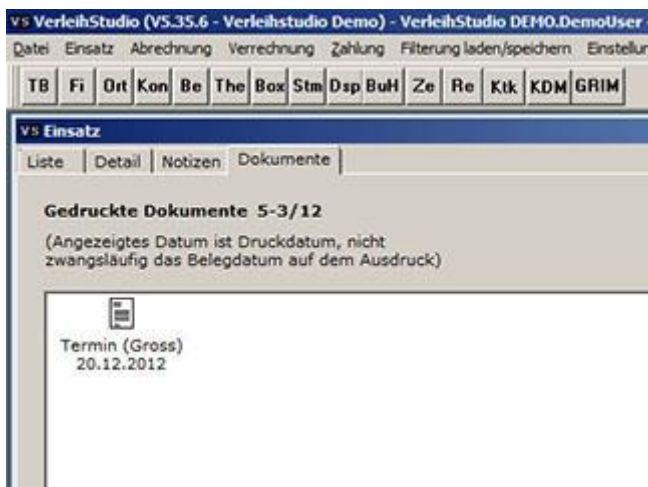 VS VerleihStudio (V5.35.6 - Verleihstudio Demo) - VerleihStudio DEMO.DemoUser -
Datei Einsatz Abrechnung Verrechnung Zahlung Filterung laden/speichern Einstellu
TB Fi Ort Kon Be The Box Stm Dsp BuH Ze Re Ktk KDM GRIM
VS Einsatz
Liste Detail Notizen Dokumente
Gedruckte Dokumente 5-3/12
(Angezeigtes Datum ist Druckdatum, nicht
zwangsläufig das Belegdatum auf dem Ausdruck)
Termin (Gross)
20.12.2012